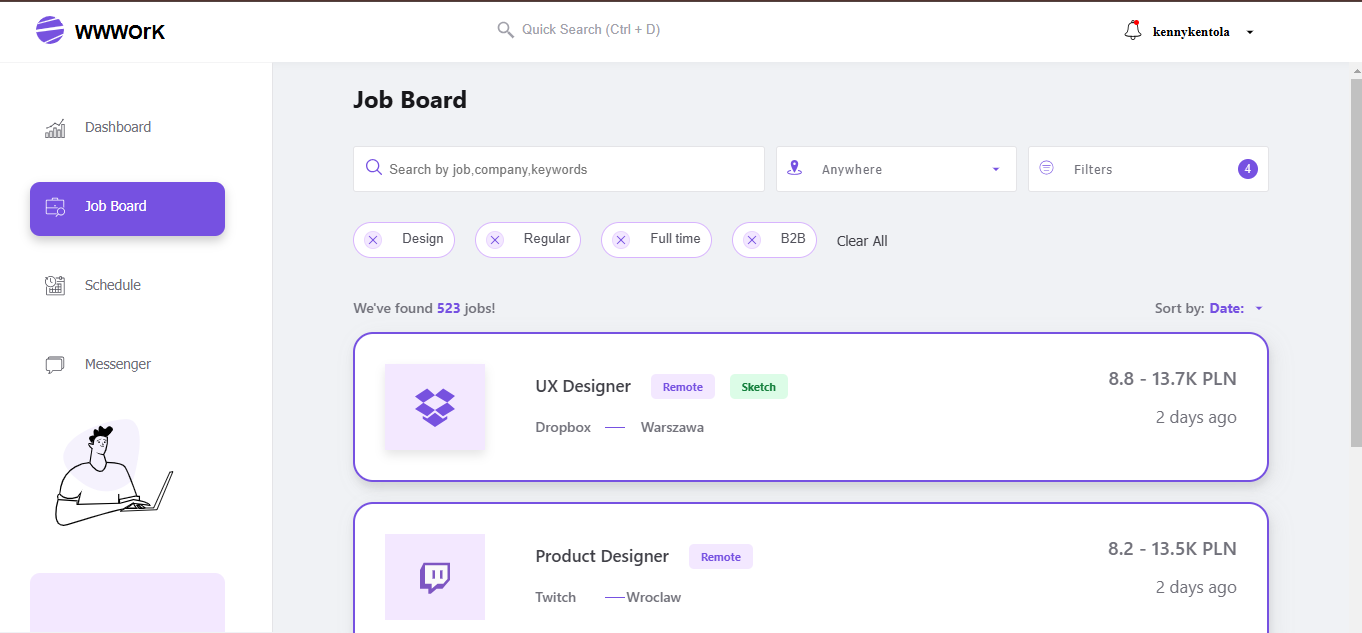 WWWOrK
Quick Search (Ctrl + D)
kennykentola
Dashboard
Job Board
Schedule
Messenger
Job Board
Search by job,company,keywords
Anywhere
Filters
4
Design
Regular
Full time
B2B
Clear All
We've found 523 jobs!
Sort by: Date:
UX Designer
Remote
Sketch
8.8 - 13.7K PLN
Dropbox — Warszawa
2 days ago
Product Designer
Remote
8.2 - 13.5K PLN
Twitch —Wroclaw
2 days ago